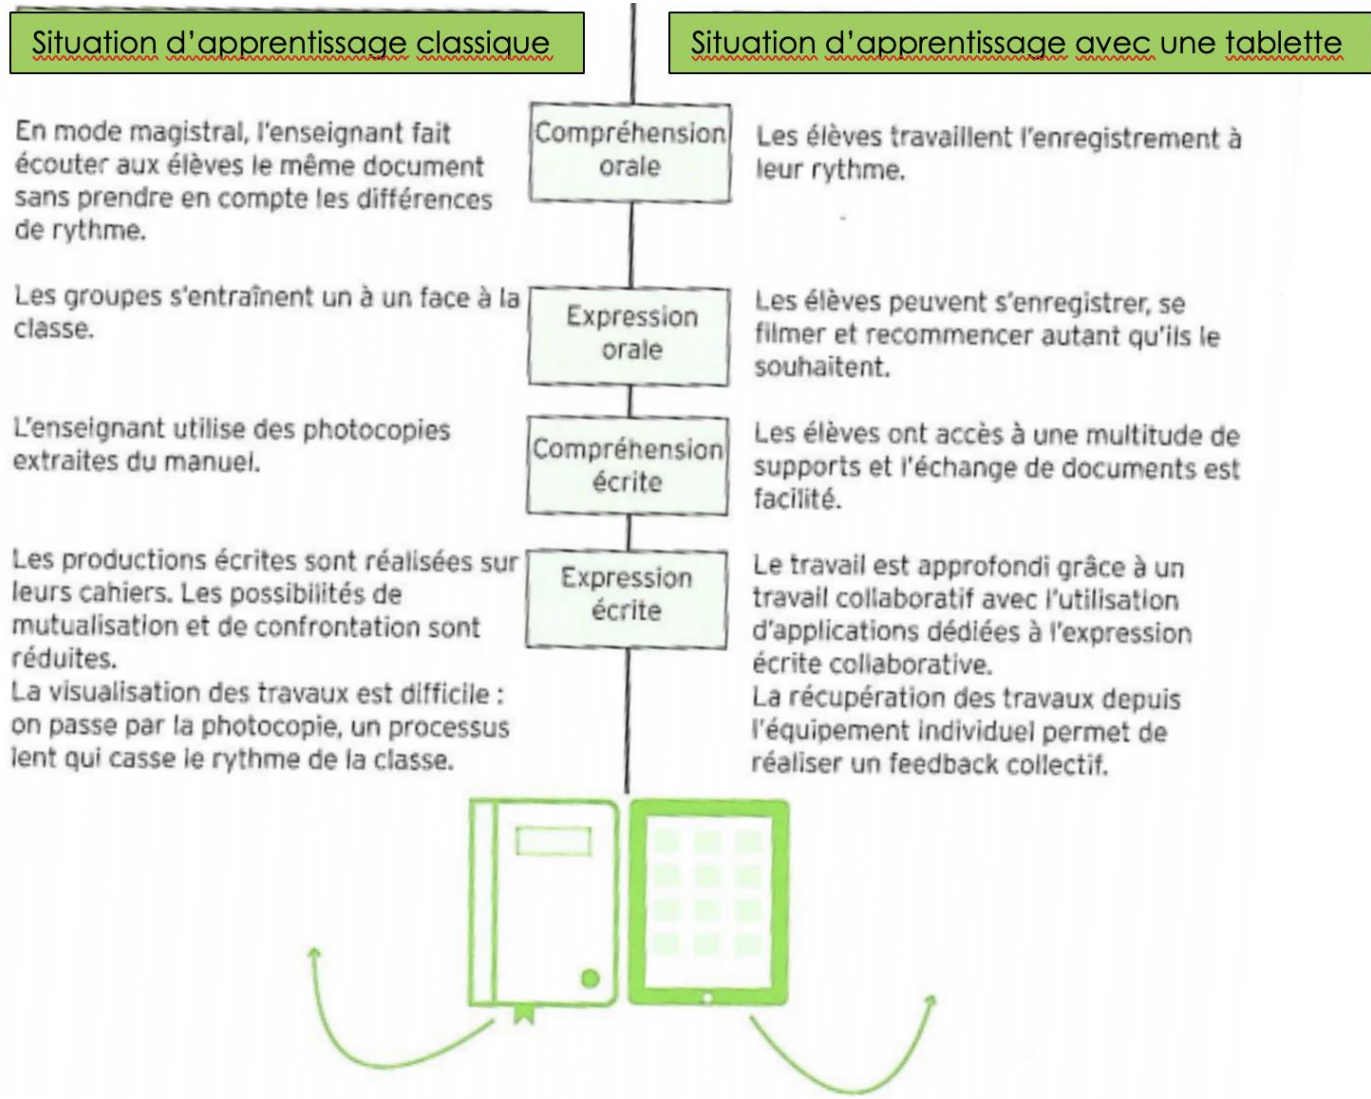 Situation d'apprentissage classique
Situation d'apprentissage avec une tablette
En mode magistral, l'enseignant fait
écouter aux élèves le même document
sans prendre en compte les différences
de rythme.
Compréhension
orale
Les élèves travaillent l'enregistrement à
leur rythme.
Les groupes s'entraînent un à un face à la
classe.
Expression
orale
Les élèves peuvent s'enregistrer, se
filmer et recommencer autant qu'ils le
souhaitent.
L'enseignant utilise des photocopies
extraites du manuel.
Compréhension
écrite
Les élèves ont accès à une multitude de
supports et l'échange de documents est
facilité.
Les productions écrites sont réalisées sur
leurs cahiers. Les possibilités de
mutualisation et de confrontation sont
réduites.
La visualisation des travaux est difficile :
on passe par la photocopie, un processus
lent qui casse le rythme de la classe.
Expression
écrite
Le travail est approfondi grâce à un
travail collaboratif avec l'utilisation
d'applications dédiées à l'expression
écrite collaborative.
La récupération des travaux depuis
l'équipement individuel permet de
réaliser un feedback collectif.